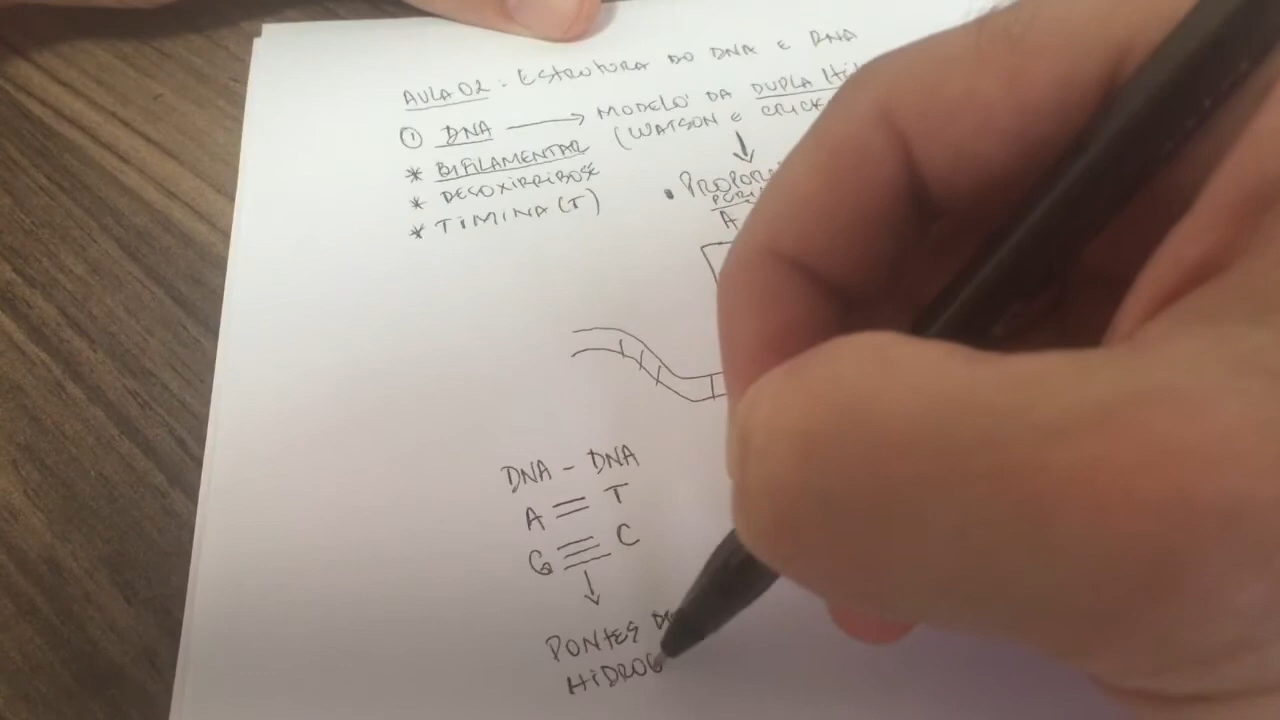 AULA 02: ESTRUTURA DO DNA E RNA
① DNA → MODELO DA DUPLA
(WATSON E CRICK
* BIFILAMENTAR
* DESOXIRRIBOSE
* TIMINA (T)
A
DNA - DNA
A = T
G ≡ C
↓
PONTES DE
HIDROG